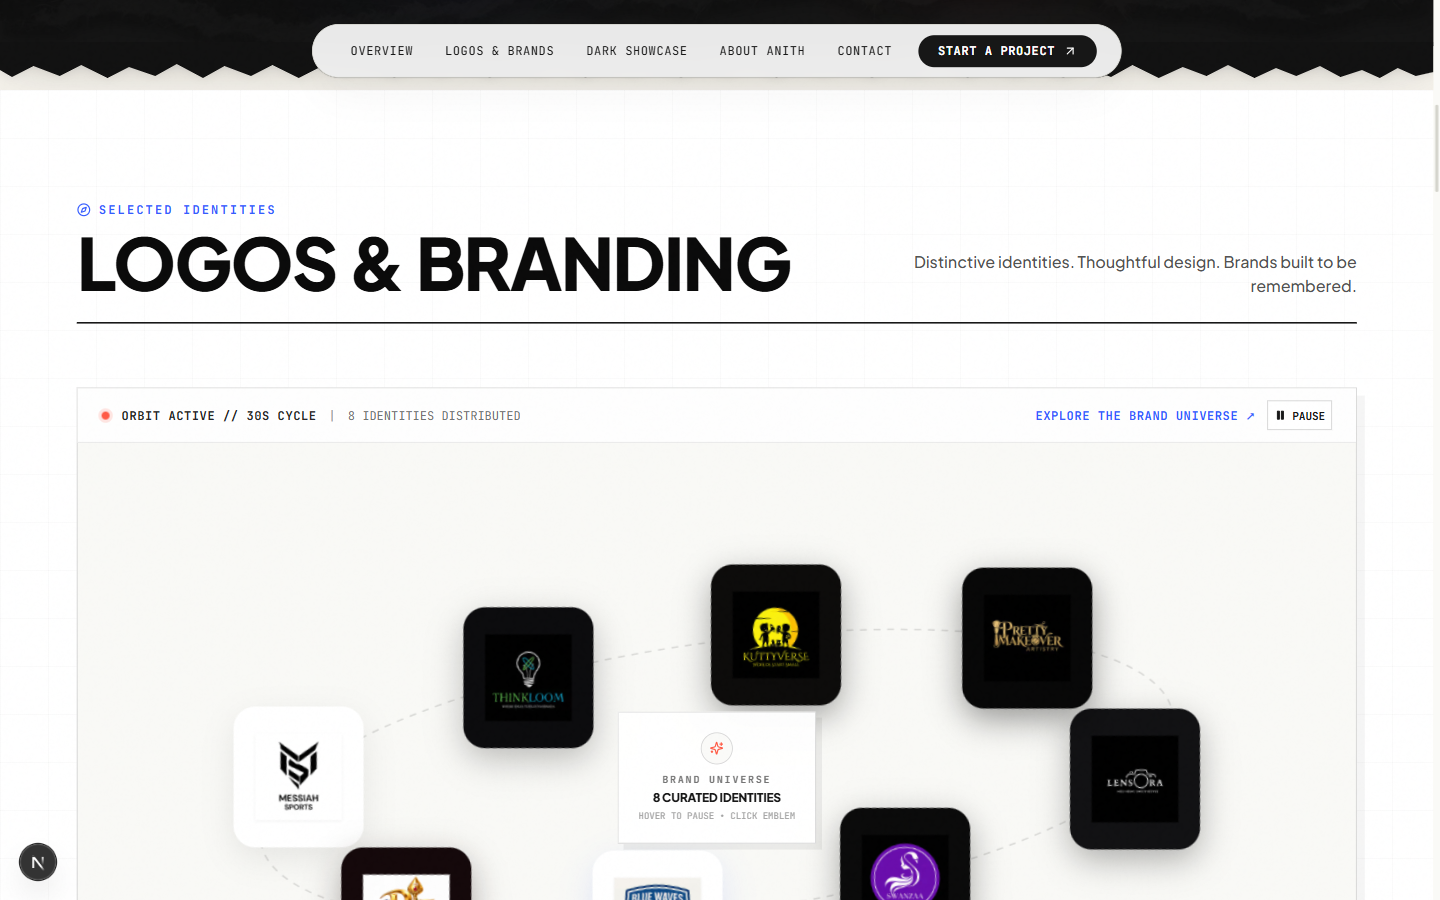 OVERVIEW
LOGOS & BRANDS
DARK SHOWCASE
ABOUT ANITH
CONTACT
START A PROJECT ↗
SELECTED IDENTITIES
LOGOS & BRANDING
Distinctive identities. Thoughtful design. Brands built to be
remembered.
ORBIT ACTIVE // 30S CYCLE | 8 IDENTITIES DISTRIBUTED
EXPLORE THE BRAND UNIVERSE ↗
PAUSE
KUTTYVERSE
PRETTY
MAKEOVER
ARTISTRY
THINKLOOM
MESSIAH
SPORTS
BRAND UNIVERSE
8 CURATED IDENTITIES
HOVER TO PAUSE • CLICK EMBLEM
LENSORA
SWANZAA
BLUE WAVES
N